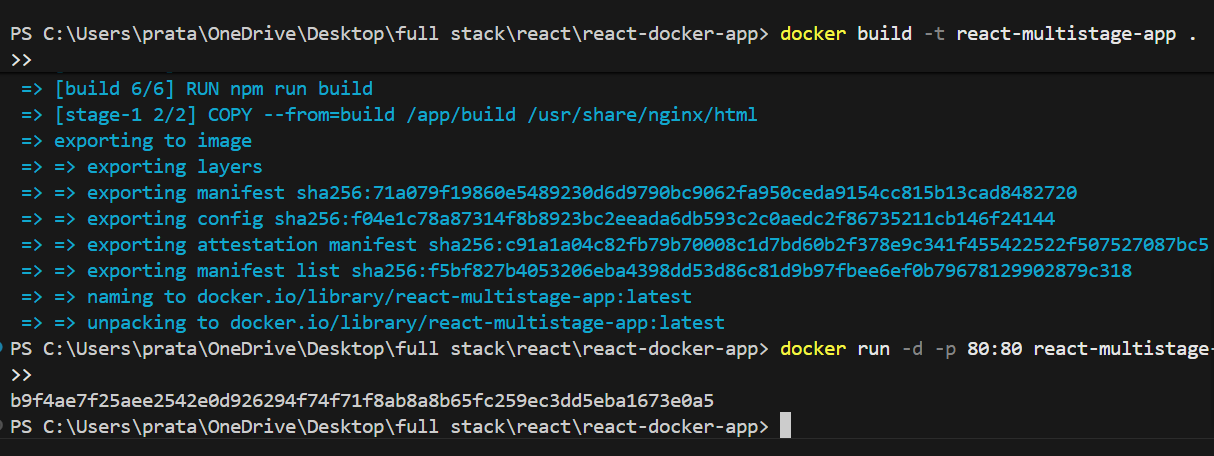 PS C:\Users\prata\OneDrive\Desktop\full stack\react\react-docker-app> docker build -t react-multistage-app .
>>
=> [build 6/6] RUN npm run build
=> [stage-1 2/2] COPY --from=build /app/build /usr/share/nginx/html
=> exporting to image
=> => exporting layers
=> => exporting manifest sha256:71a079f19860e5489230d6d9790bc9062fa950ceda9154cc815b13cad8482720
=> => exporting config sha256:f04e1c78a87314f8b8923bc2eeada6db593c2c0aedc2f86735211cb146f24144
=> => exporting attestation manifest sha256:c91a1a04c82fb79b70008c1d7bd60b2f378e9c341f455422522f507527087bc5
=> => exporting manifest list sha256:f5bf827b4053206eba4398dd53d86c81d9b97fbee6ef0b79678129902879c318
=> => naming to docker.io/library/react-multistage-app:latest
=> => unpacking to docker.io/library/react-multistage-app:latest
PS C:\Users\prata\OneDrive\Desktop\full stack\react\react-docker-app> docker run -d -p 80:80 react-multistage-
>>
b9f4ae7f25aee2542e0d926294f74f71f8ab8a8b65fc259ec3dd5eba1673e0a5
PS C:\Users\prata\OneDrive\Desktop\full stack\react\react-docker-app>